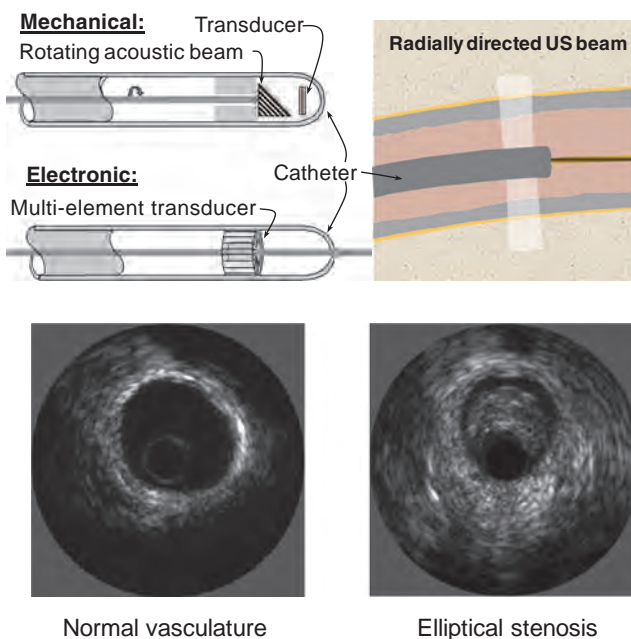 Mechanical:
Transducer
Rotating acoustic beam
Radially directed US beam
Electronic:
Catheter
Multi-element transducer
Normal vasculature
Elliptical stenosis